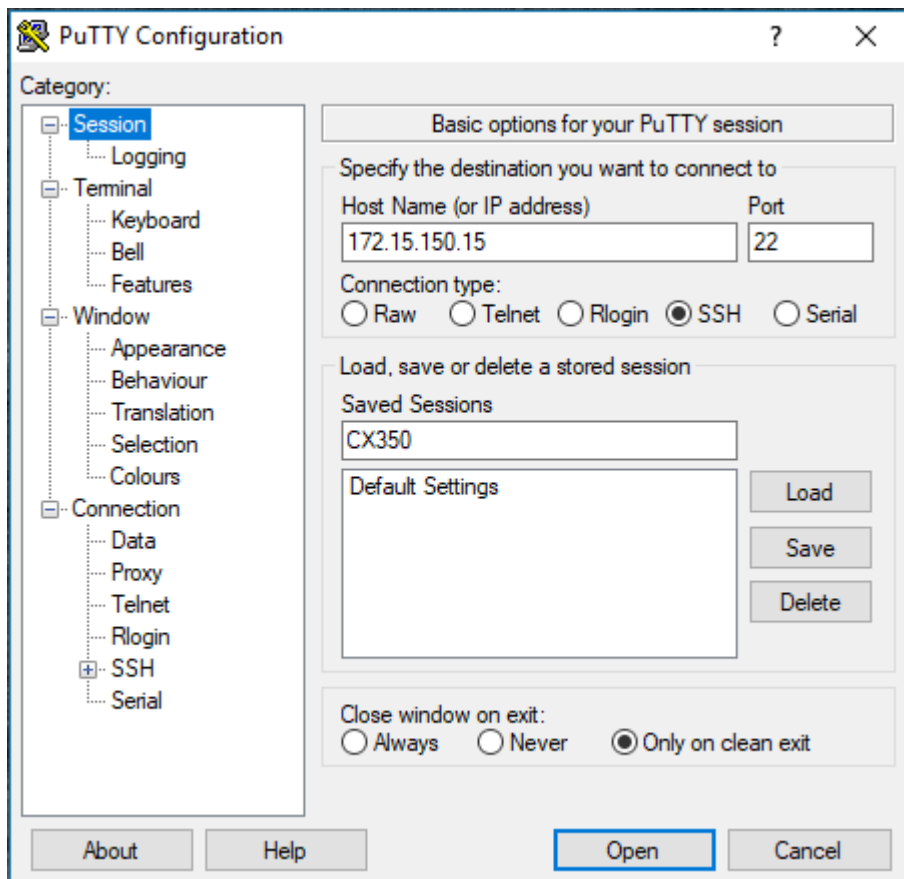 PuTTY Configuration
?
Category:
Session
Logging
Terminal
Keyboard
Bell
Features
Window
Appearance
Behaviour
Translation
Selection
Colours
Connection
Data
Proxy
Telnet
Rlogin
SSH
Serial
Basic options for your PuTTY session
Specify the destination you want to connect to
Host Name (or IP address) Port
172.15.150.15 22
Connection type:
Raw Telnet Rlogin SSH Serial
Load, save or delete a stored session
Saved Sessions
CX350
Default Settings
Load
Save
Delete
Close window on exit:
Always Never Only on clean exit
About Help Open Cancel